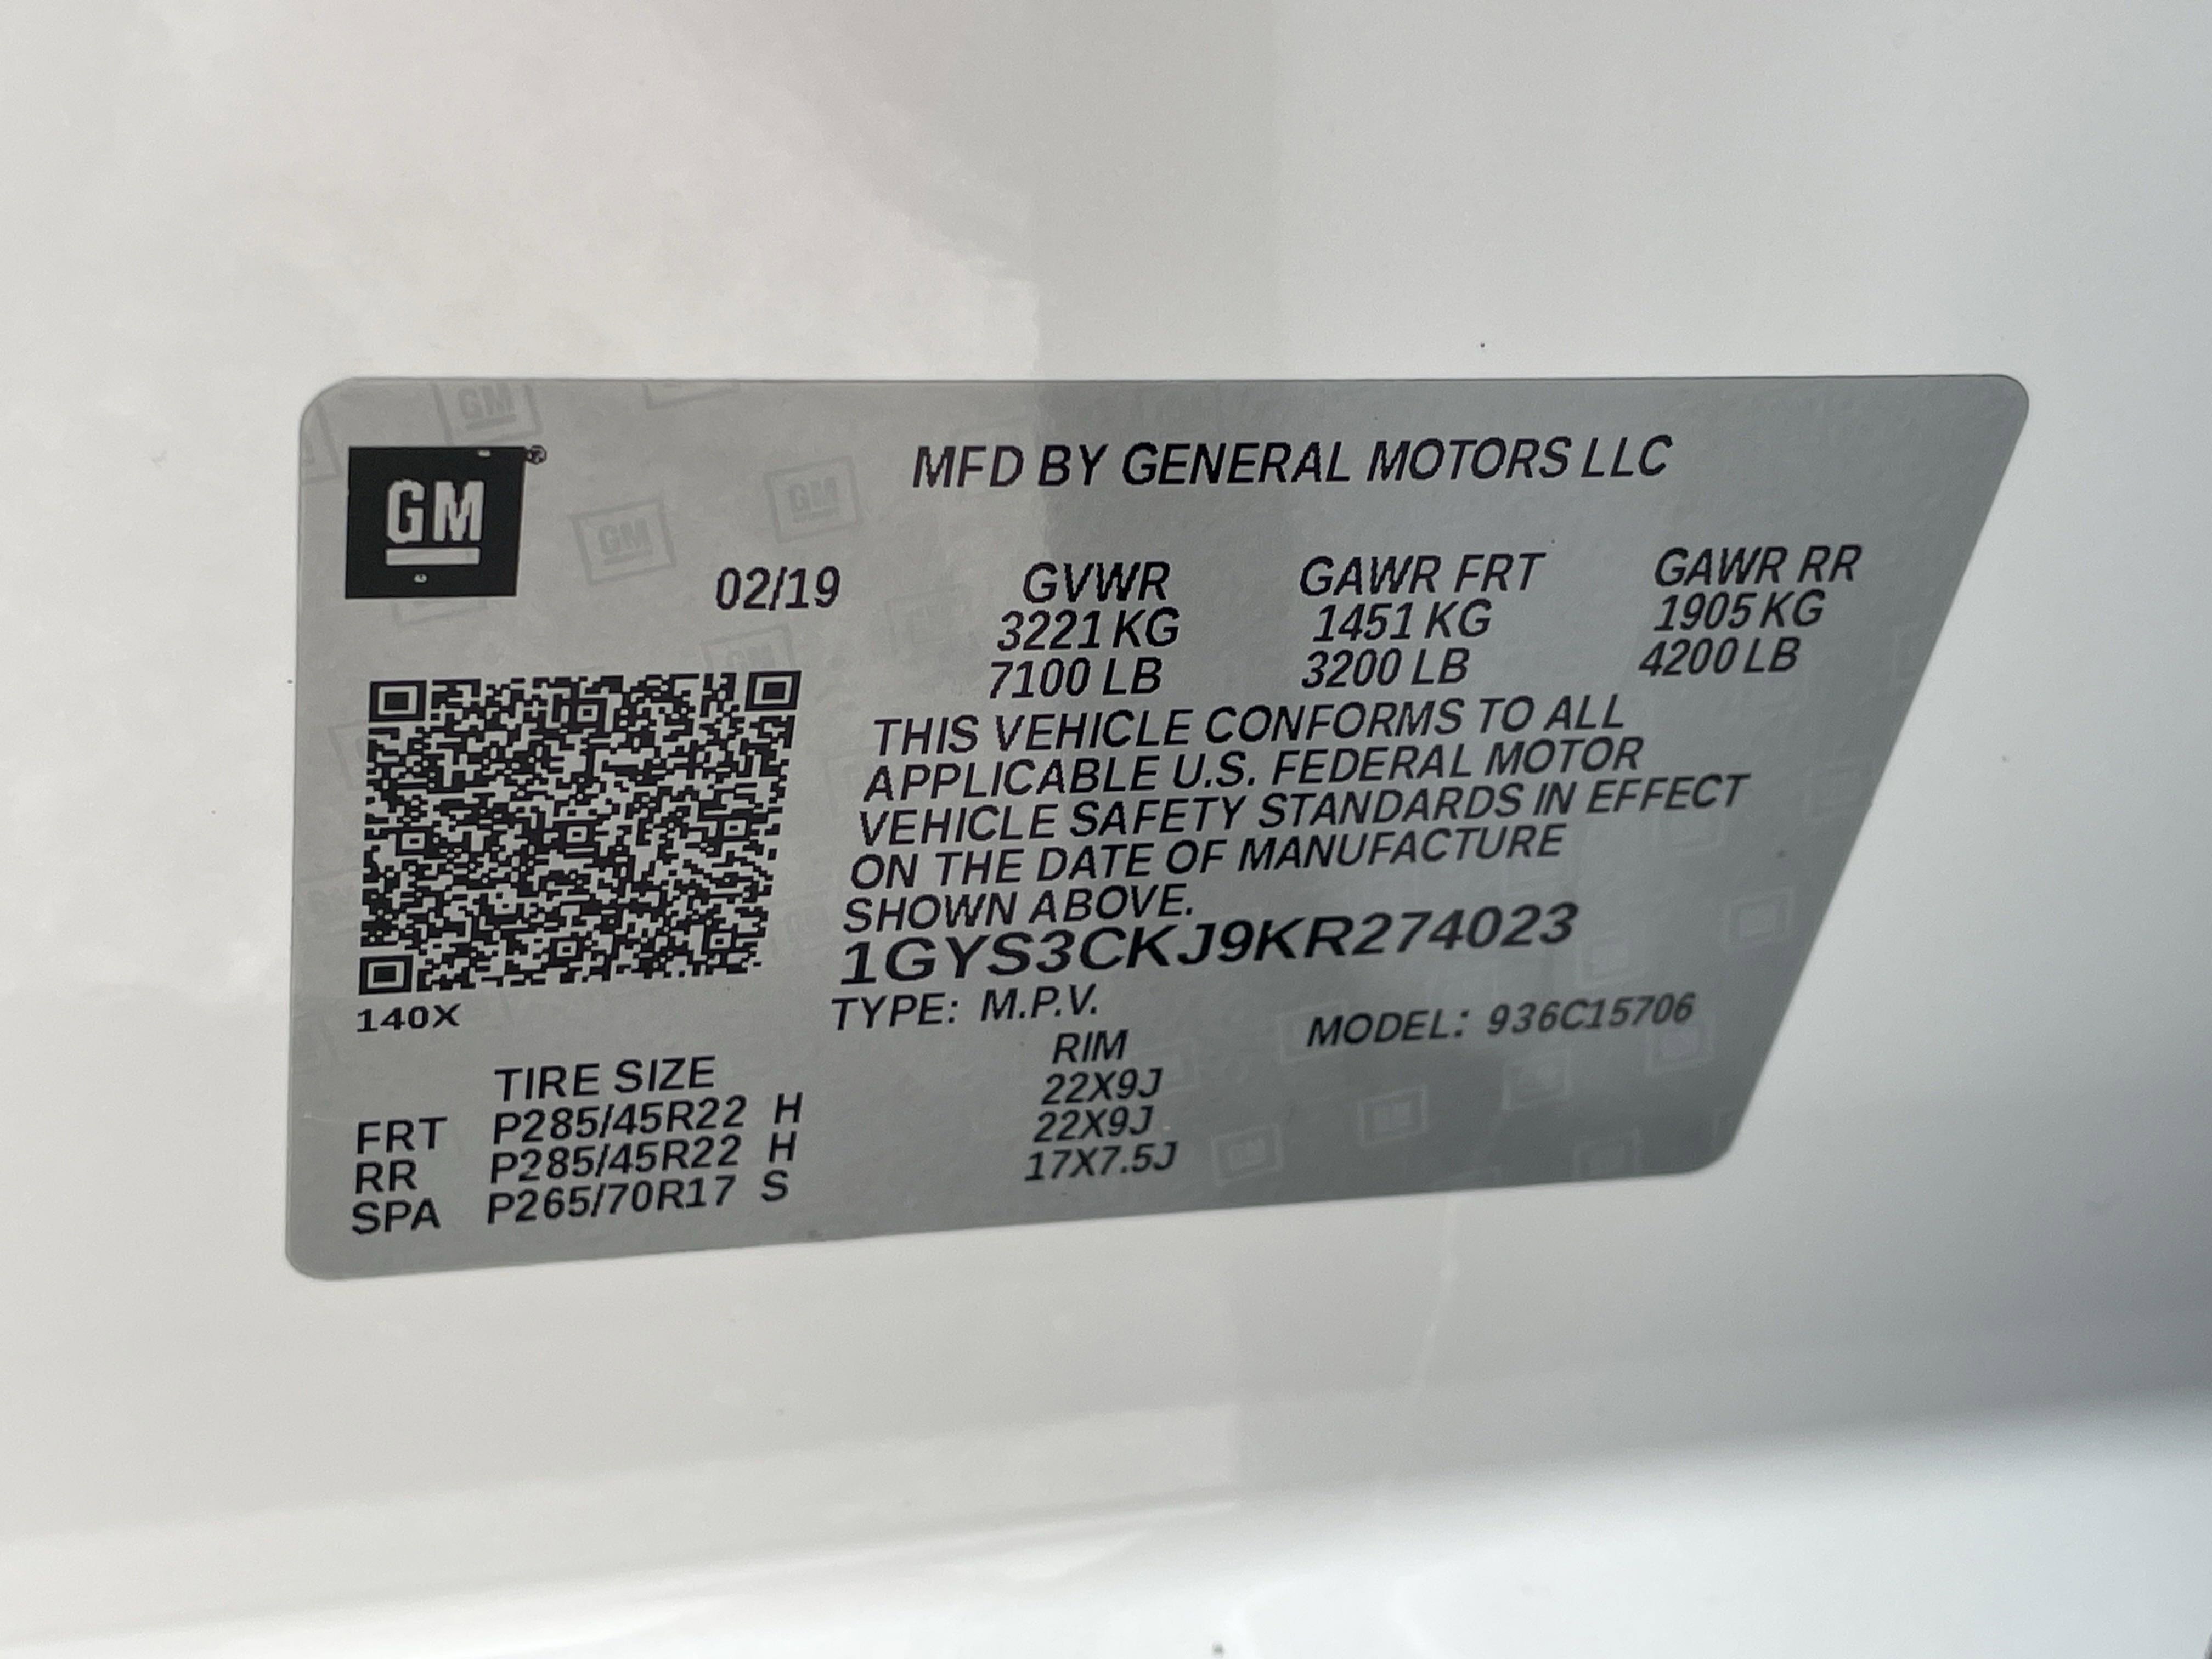 GM
MFD BY GENERAL MOTORS LLC
02/19 GVWR GAWR FRT GAWR RR
3221 KG 1451 KG 1905 KG
7100 LB 3200 LB 4200 LB
THIS VEHICLE CONFORMS TO ALL
APPLICABLE U.S. FEDERAL MOTOR
VEHICLE SAFETY STANDARDS IN EFFECT
ON THE DATE OF MANUFACTURE
SHOWN ABOVE.
1GYS3CKJ9KR274023
140X
TYPE: M.P.V. MODEL: 936C15706
TIRE SIZE RIM
FRT P285/45R22 H 22X9J
RR P285/45R22 H 22X9J
SPA P265/70R17 S 17X7.5J